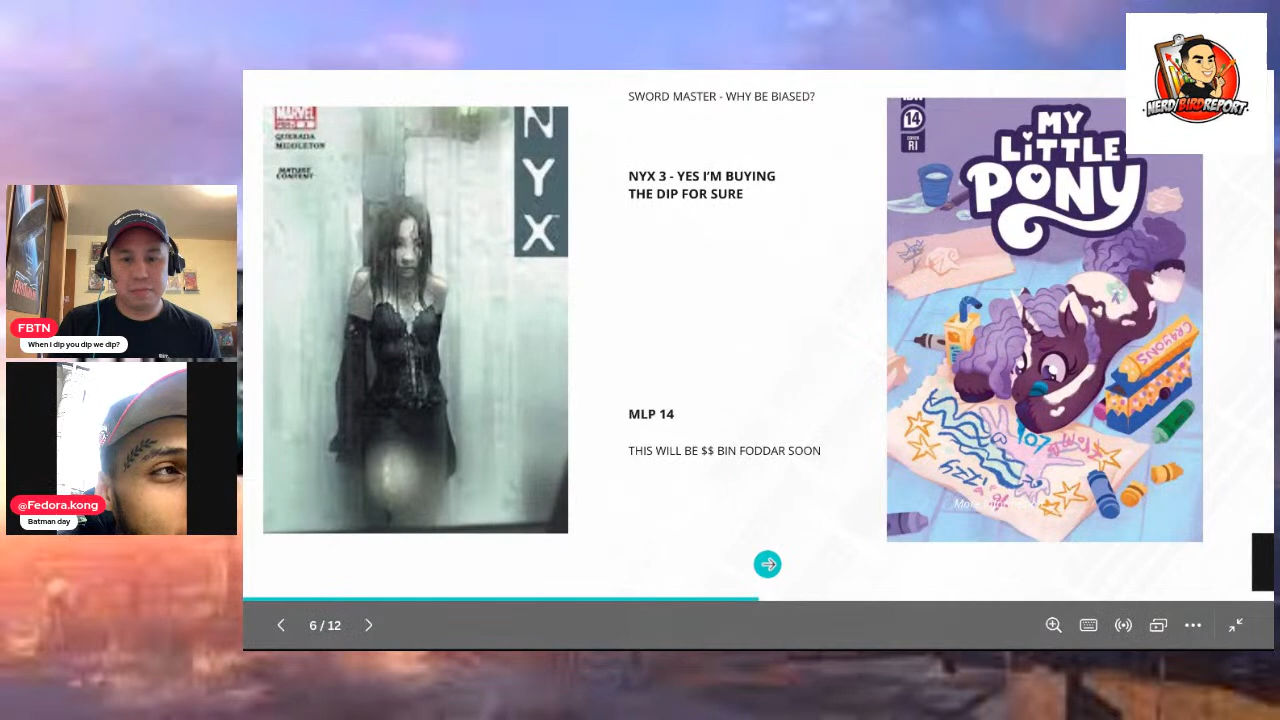 NERD/BIRDREPORT
SWORD MASTER - WHY BE BIASED?
NYX 3 - YES I'M BUYING
THE DIP FOR SURE
MLP 14
THIS WILL BE $$ BIN FODDAR SOON
MARVEL
QUESADA
MIDDLETON
MATURE
CONTENT
N
Y
X
14
COVER
RI
MY
LITTLE
PONY
CRAYONS
FBTN
When I dip you dip we dip?
@Fedora.kong
Batman day
6 / 12